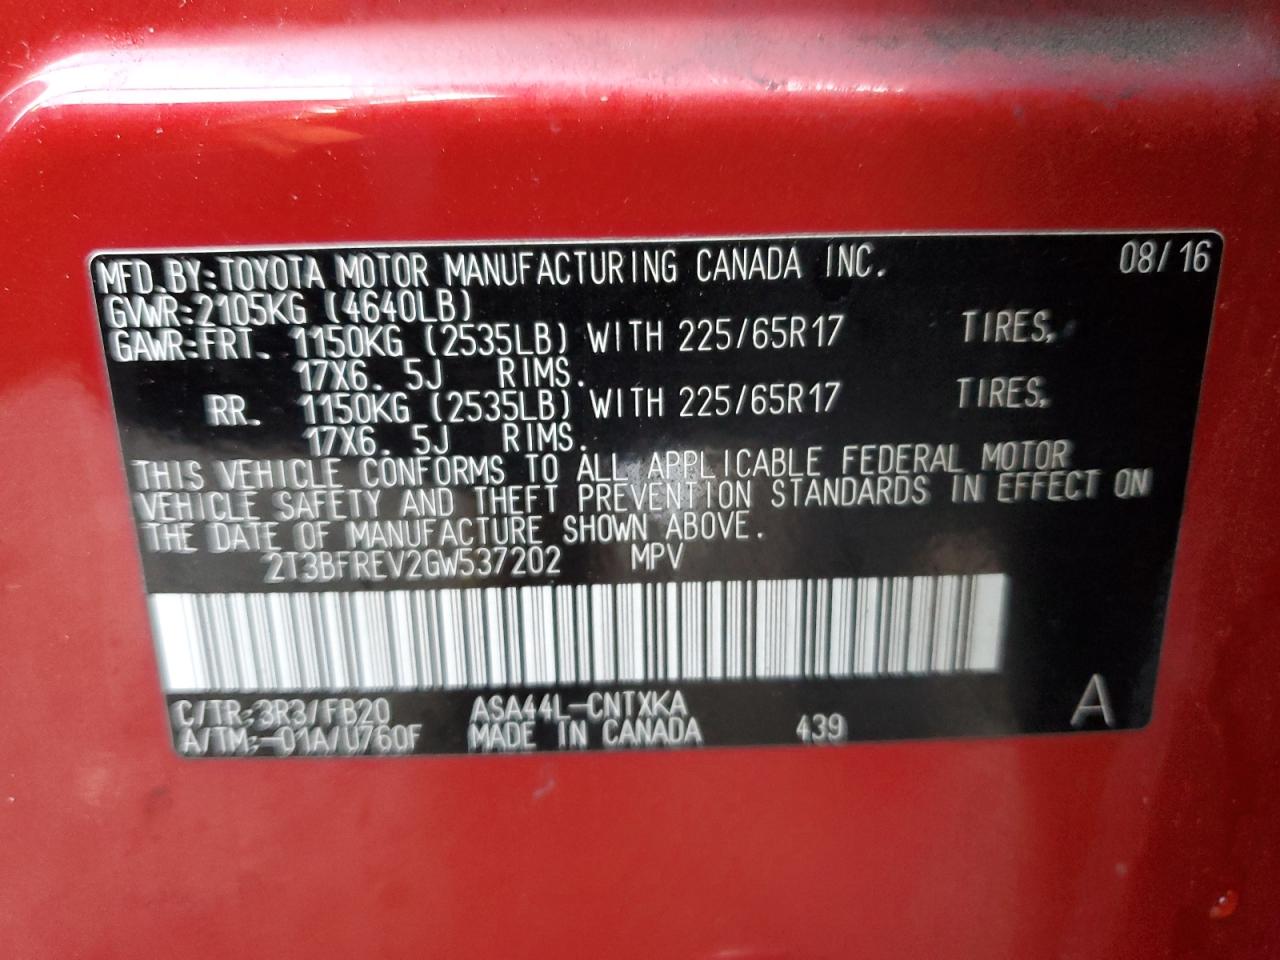 MFD. BY: TOYOTA MOTOR MANUFACTURING CANADA INC. 08/16
GVWR: 2105KG (4640LB)
GAWR: FRT. 1150KG (2535LB) WITH 225/65R17 TIRES,
17X6. 5J RIMS.
RR. 1150KG (2535LB) WITH 225/65R17 TIRES,
17X6. 5J RIMS.
THIS VEHICLE CONFORMS TO ALL APPLICABLE FEDERAL MOTOR
VEHICLE SAFETY AND THEFT PREVENTION STANDARDS IN EFFECT ON
THE DATE OF MANUFACTURE SHOWN ABOVE.
2T3BFREV2GW537202 MPV
C/TR: 3R3/FB20 ASA44L-CNTXKA A
A/TM: -01A/U760F MADE IN CANADA 439